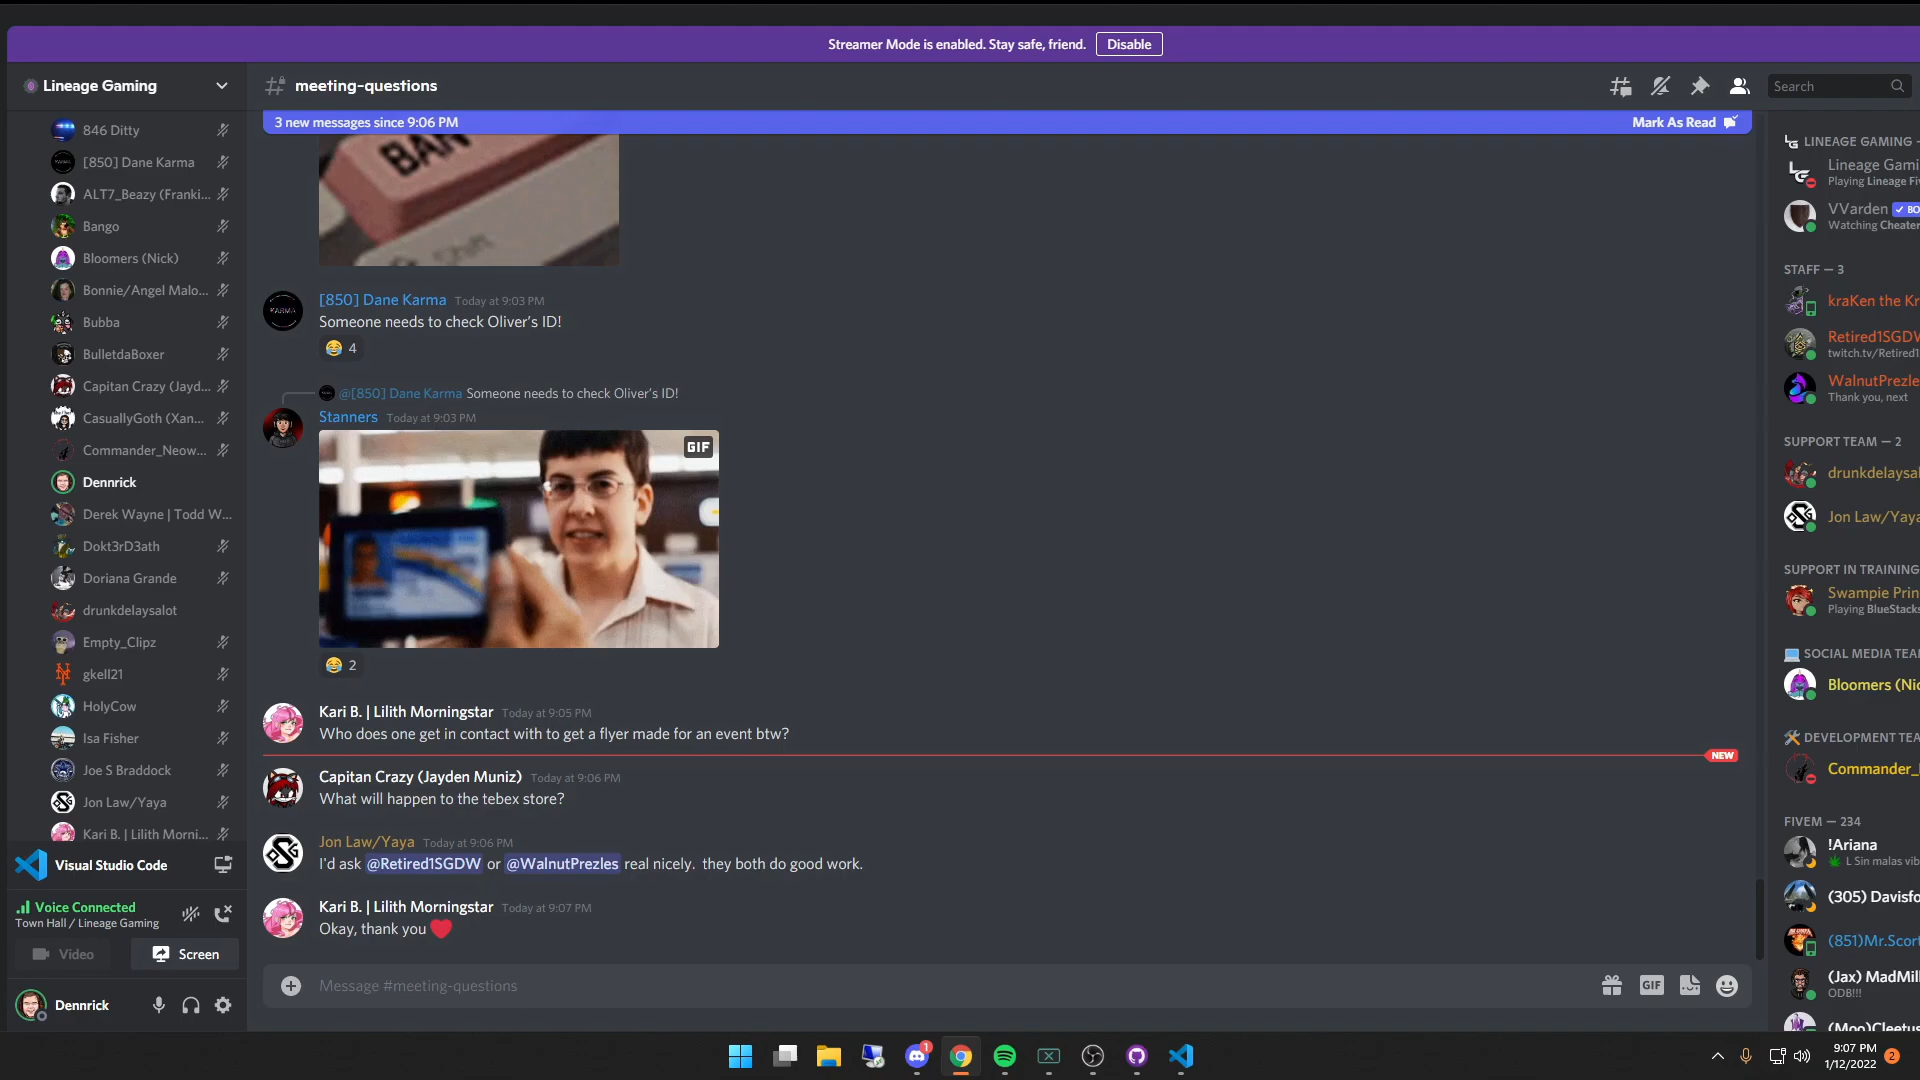 Streamer Mode is enabled. Stay safe, friend. Disable
Lineage Gaming
meeting-questions
Search
3 new messages since 9:06 PM
Mark As Read
846 Ditty
[850] Dane Karma
ALT7_Beazy (Franki...
Bango
Bloomers (Nick)
Bonnie/Angel Malo...
Bubba
BulletdaBoxer
Capitan Crazy (Jayd...
CasuallyGoth (Xan...
Commander_Neow...
Dennrick
Derek Wayne | Todd W...
Dokt3rD3ath
Doriana Grande
drunkdelaysalot
Empty_Clipz
gkell21
HolyCow
Isa Fisher
Joe S Braddock
Jon Law/Yaya
Kari B. | Lilith Morni...
Visual Studio Code
Voice Connected
Town Hall / Lineage Gaming
Video
Screen
Dennrick
BAN
Shift
[850] Dane Karma Today at 9:03 PM
Someone needs to check Oliver's ID!
😂 4
@[850] Dane Karma Someone needs to check Oliver's ID!
Stanners Today at 9:03 PM
GIF
😂 2
Kari B. | Lilith Morningstar Today at 9:05 PM
Who does one get in contact with to get a flyer made for an event btw?
NEW
Capitan Crazy (Jayden Muniz) Today at 9:06 PM
What will happen to the tebex store?
Jon Law/Yaya Today at 9:06 PM
I'd ask @Retired1SGDW or @WalnutPrezles real nicely. they both do good work.
Kari B. | Lilith Morningstar Today at 9:07 PM
Okay, thank you ❤️
Message #meeting-questions
GIF
LINEAGE GAMING —
Lineage Gami
Playing Lineage Fiv
VVarden ✓ BO
Watching Cheater
STAFF — 3
kraKen the Kr
Retired1SGDW
twitch.tv/Retired1
WalnutPrezle
Thank you, next
SUPPORT TEAM — 2
drunkdelaysal
Jon Law/Yaya
SUPPORT IN TRAINING
Swampie Prin
Playing BlueStacks
SOCIAL MEDIA TEA
Bloomers (Nic
DEVELOPMENT TEA
Commander_
FIVEM — 234
!Ariana
L Sin malas vib
(305) Davisfo
(851)Mr.Scor
(Jax) MadMil
ODB!!!
(Moo)Cleetus
1
9:07 PM
1/12/2022
2